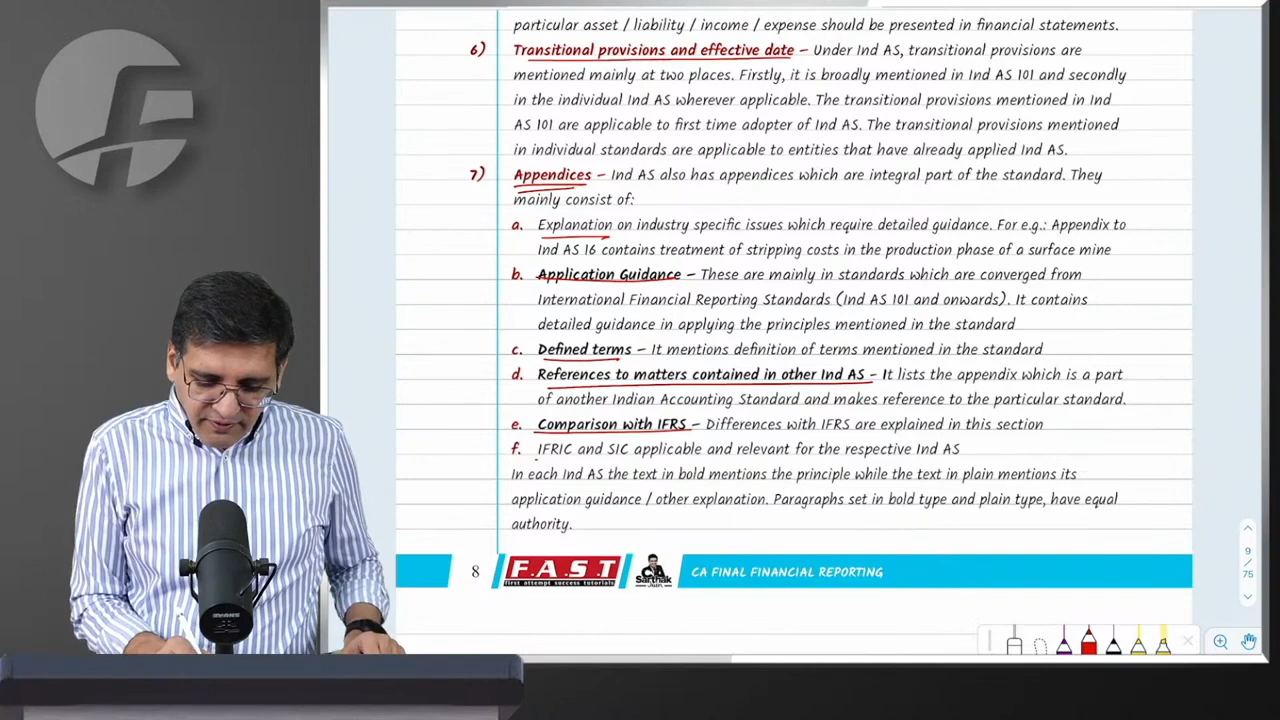 particular asset / liability / income / expense should be presented in financial statements.
6) Transitional provisions and effective date – Under Ind AS, transitional provisions are
mentioned mainly at two places. Firstly, it is broadly mentioned in Ind AS 101 and secondly
in the individual Ind AS wherever applicable. The transitional provisions mentioned in Ind
AS 101 are applicable to first time adopter of Ind AS. The transitional provisions mentioned
in individual standards are applicable to entities that have already applied Ind AS.
7) Appendices – Ind AS also has appendices which are integral part of the standard. They
mainly consist of:
a. Explanation on industry specific issues which require detailed guidance. For e.g.: Appendix to
Ind AS 16 contains treatment of stripping costs in the production phase of a surface mine
b. Application Guidance – These are mainly in standards which are converged from
International Financial Reporting Standards (Ind AS 101 and onwards). It contains
detailed guidance in applying the principles mentioned in the standard
c. Defined terms – It mentions definition of terms mentioned in the standard
d. References to matters contained in other Ind AS - It lists the appendix which is a part
of another Indian Accounting Standard and makes reference to the particular standard.
e. Comparison with IFRS – Differences with IFRS are explained in this section
f. IFRIC and SIC applicable and relevant for the respective Ind AS
In each Ind AS the text in bold mentions the principle while the text in plain mentions its
application guidance / other explanation. Paragraphs set in bold type and plain type, have equal
authority.
8 F.A.S.T first attempt success tutorials CA Sarthak CA FINAL FINANCIAL REPORTING
9
/
75